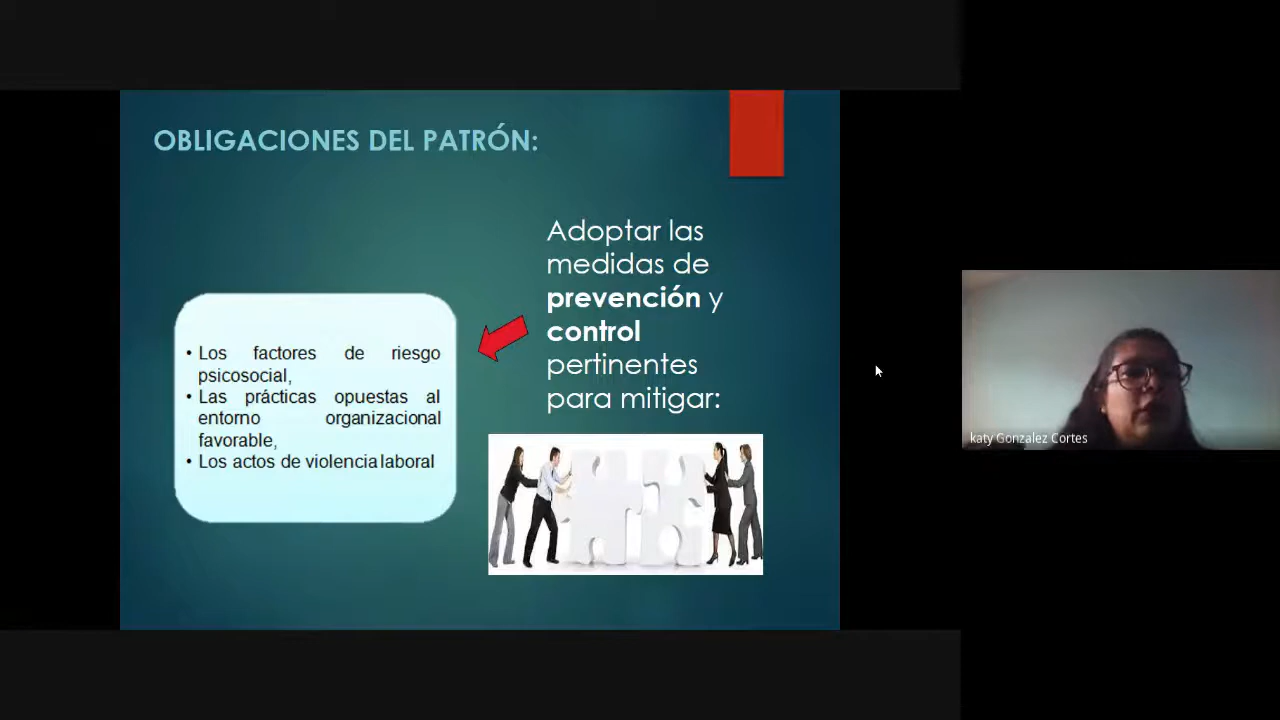 OBLIGACIONES DEL PATRÓN:
Adoptar las
medidas de
prevención y
control
pertinentes
para mitigar:
• Los factores de riesgo
psicosocial,
• Las prácticas opuestas al
entorno organizacional
favorable,
• Los actos de violencia laboral
katy Gonzalez Cortes